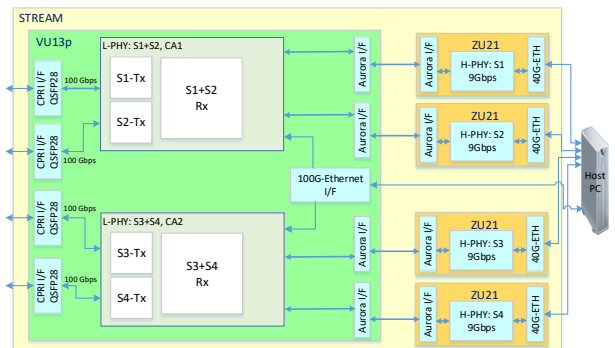 STREAM
VU13p
L-PHY: S1+S2, CA1
S1-Tx
S2-Tx
S1+S2
Rx
CPRI I/F
QSFP28
100 Gbps
CPRI I/F
QSFP28
100 Gbps
Aurora I/F
Aurora I/F
100G-Ethernet
I/F
CPRI I/F
QSFP28
100 Gbps
CPRI I/F
QSFP28
100 Gbps
L-PHY: S3+S4, CA2
S3-Tx
S4-Tx
S3+S4
Rx
Aurora I/F
Aurora I/F
ZU21
Aurora I/F
H-PHY: S1
9Gbps
40G-ETH
ZU21
Aurora I/F
H-PHY: S2
9Gbps
40G-ETH
ZU21
Aurora I/F
H-PHY: S3
9Gbps
40G-ETH
ZU21
Aurora I/F
H-PHY: S4
9Gbps
40G-ETH
Host
PC